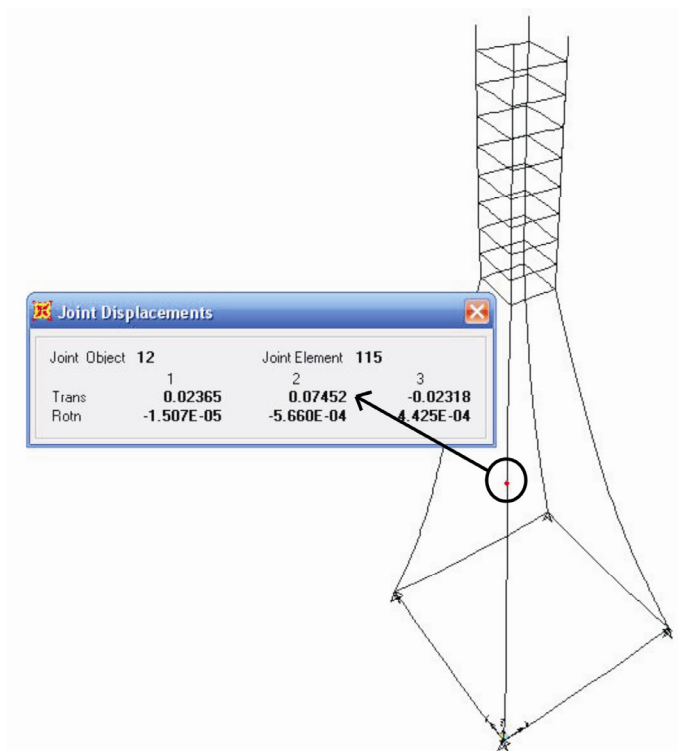 Joint Displacements
Joint Object 12 Joint Element 115
1 2 3
Trans 0.02365 0.07452 -0.02318
Rotn -1.507E-05 -5.660E-04 4.425E-04